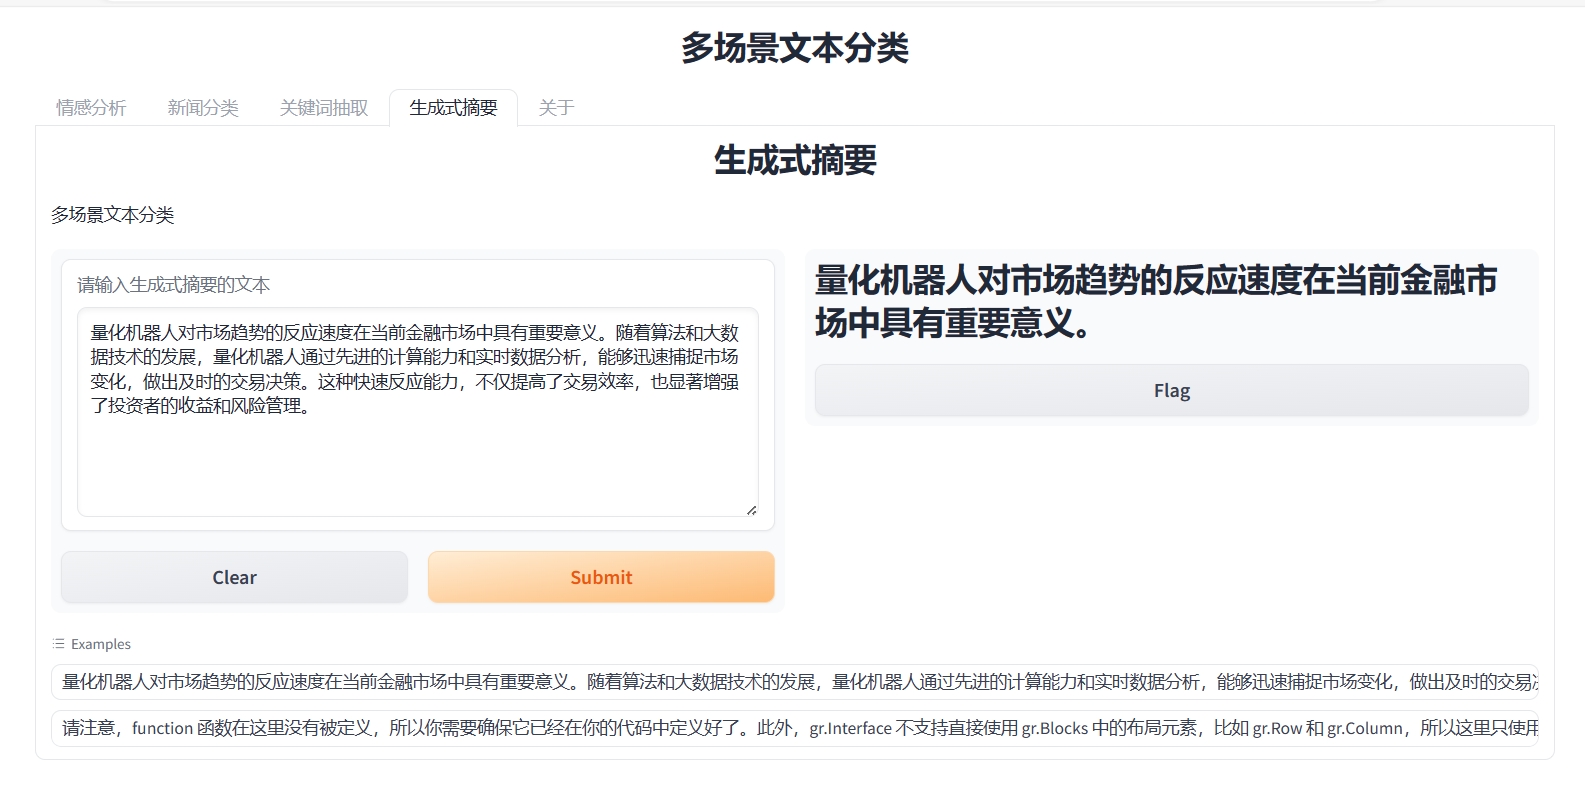 多场景文本分类
情感分析
新闻分类
关键词抽取
生成式摘要
关于
生成式摘要
多场景文本分类
请输入生成式摘要的文本
量化机器人对市场趋势的反应速度在当前金融市场中具有重要意义。随着算法和大数
据技术的发展，量化机器人通过先进的计算能力和实时数据分析，能够迅速捕捉市场
变化，做出及时的交易决策。这种快速反应能力，不仅提高了交易效率，也显著增强
了投资者的收益和风险管理。
Clear
Submit
量化机器人对市场趋势的反应速度在当前金融市
场中具有重要意义。
Flag
Examples
量化机器人对市场趋势的反应速度在当前金融市场中具有重要意义。随着算法和大数据技术的发展，量化机器人通过先进的计算能力和实时数据分析，能够迅速捕捉市场变化，做出及时的交易
请注意，function 函数在这里没有被定义，所以你需要确保它已经在你的代码中定义好了。此外，gr.Interface 不支持直接使用 gr.Blocks 中的布局元素，比如 gr.Row 和 gr.Column，所以这里只使用